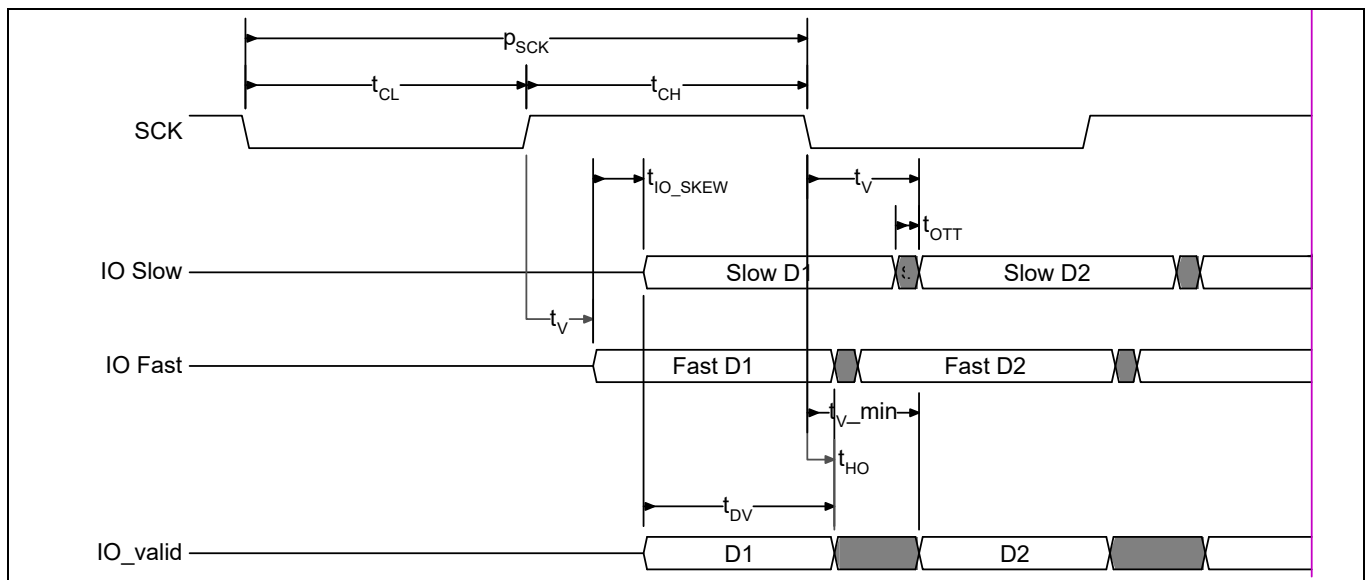 pSCK
tCL tCH
SCK
tIO_SKEW tV
tOTT
IO Slow Slow D1 Slow D2
tV
IO Fast Fast D1 Fast D2
tV_min
tHO
tDV
IO_valid D1 D2